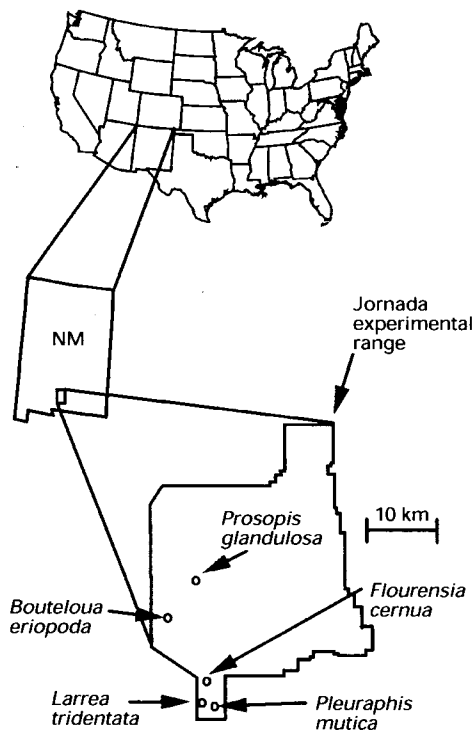 NM
Jornada
experimental
range
10 km
Prosopis
glandulosa
Flourensia
cernua
Bouteloua
eriopoda
Larrea
tridentata
Pleuraphis
mutica